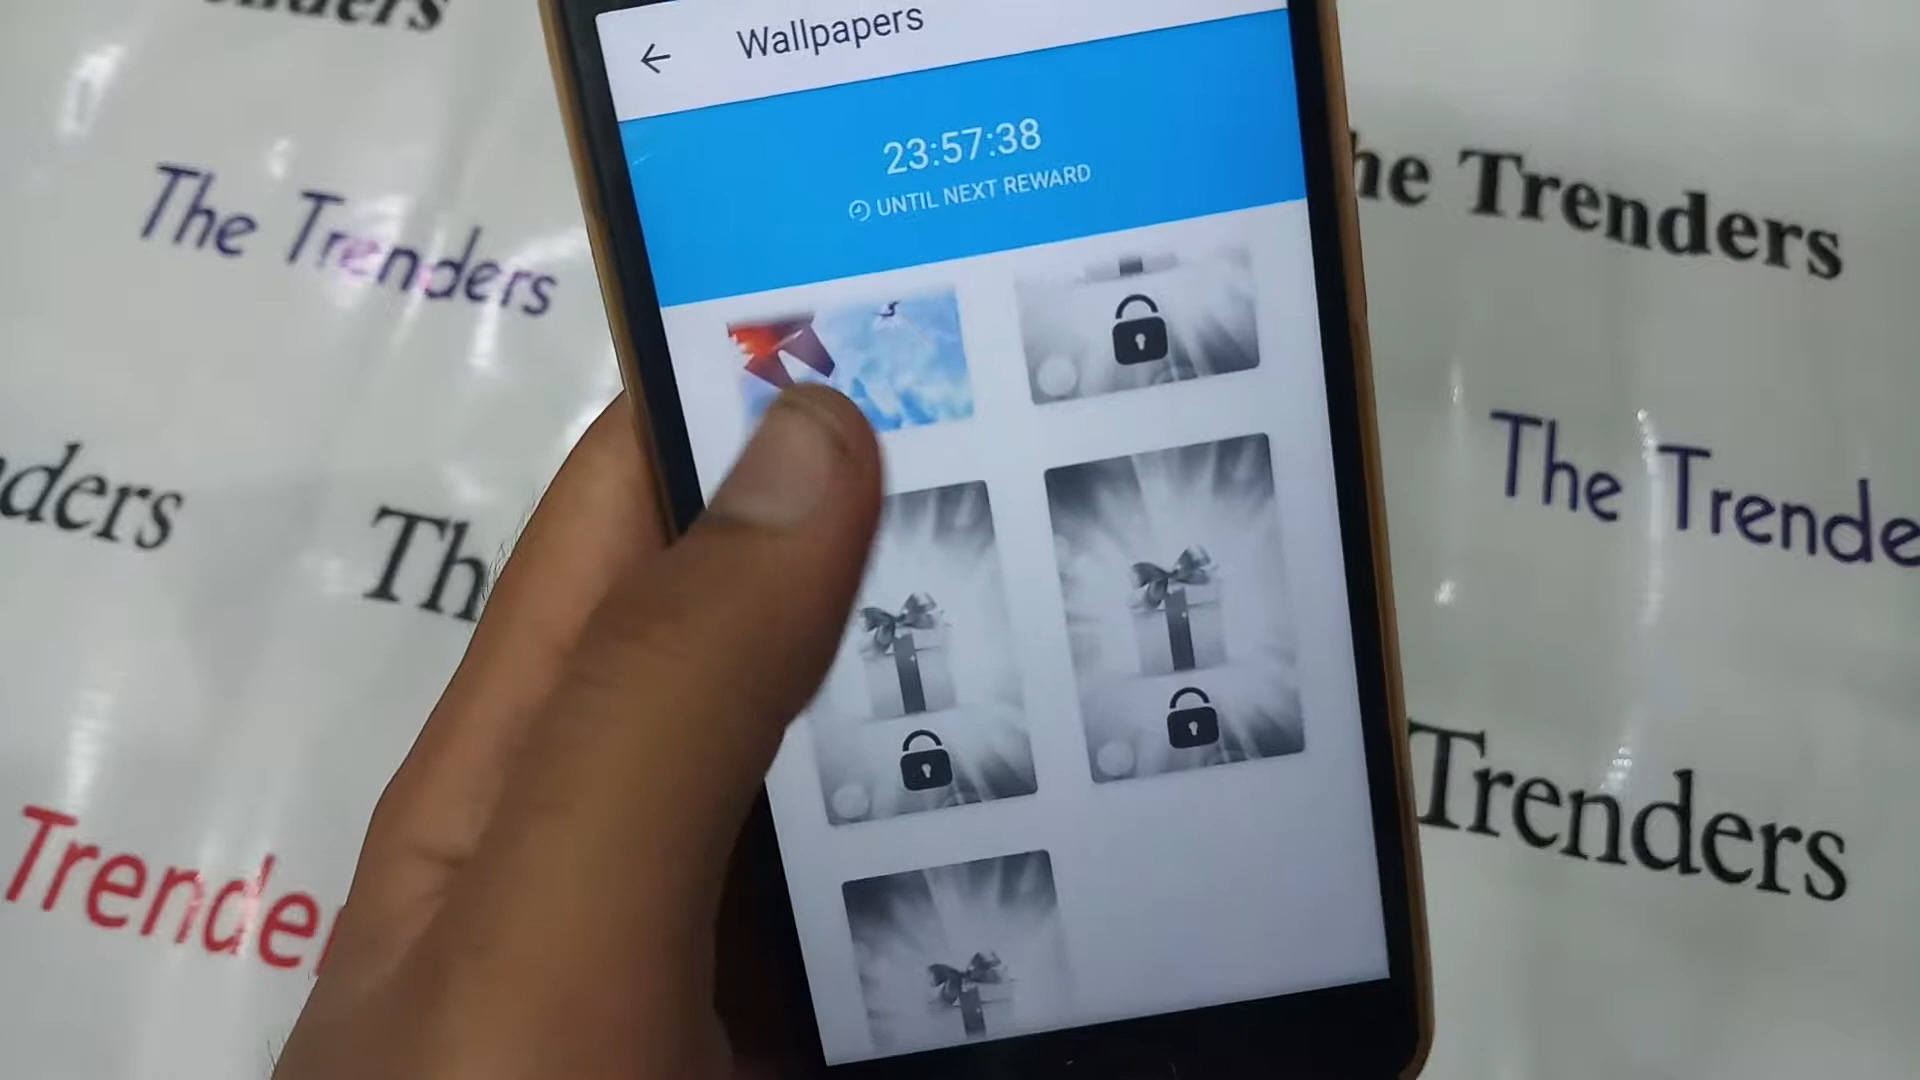 Wallpapers
23:57:38
UNTIL NEXT REWARD
The Trenders
he Trenders
ders
Th
The Trende
Trenders
Trender